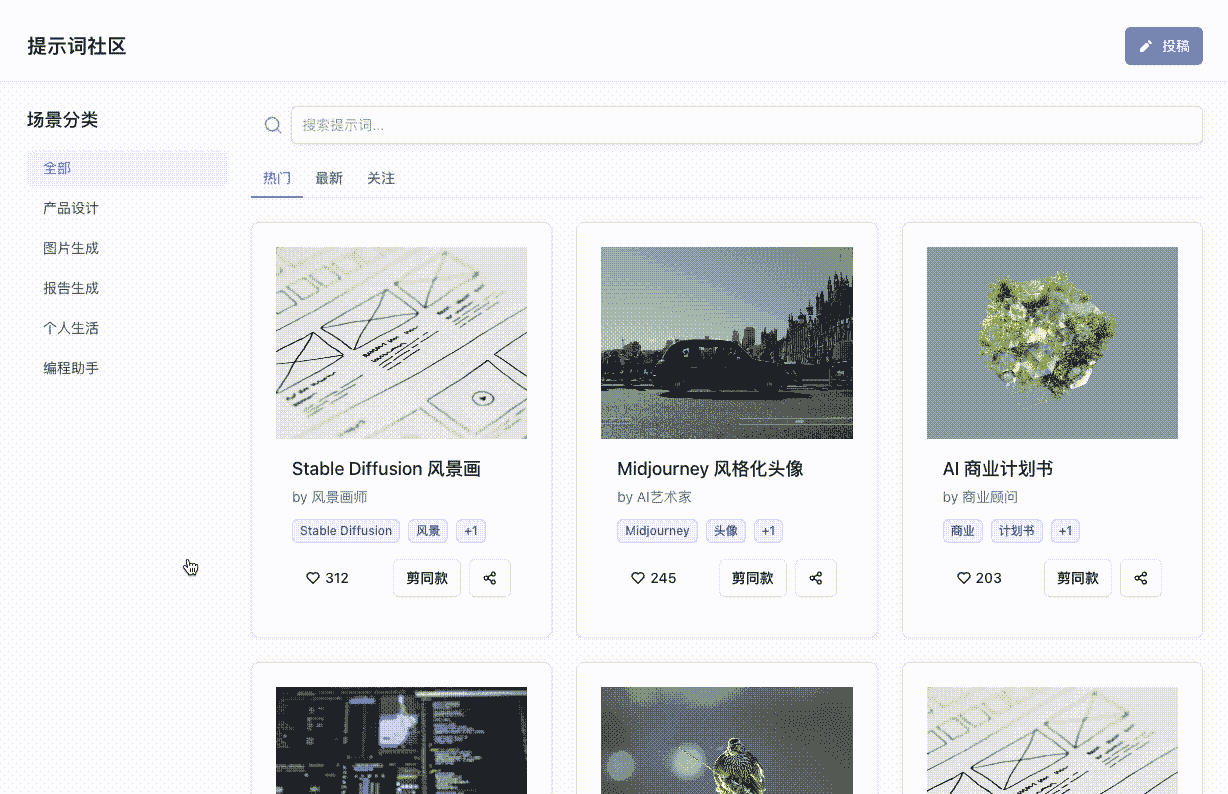 提示词社区
投稿
场景分类
全部
产品设计
图片生成
报告生成
个人生活
编程助手
搜索提示词...
热门 最新 关注
Stable Diffusion 风景画
by 风景画师
Stable Diffusion 风景 +1
312 剪同款
Midjourney 风格化头像
by AI艺术家
Midjourney 头像 +1
245 剪同款
AI 商业计划书
by 商业顾问
商业 计划书 +1
203 剪同款